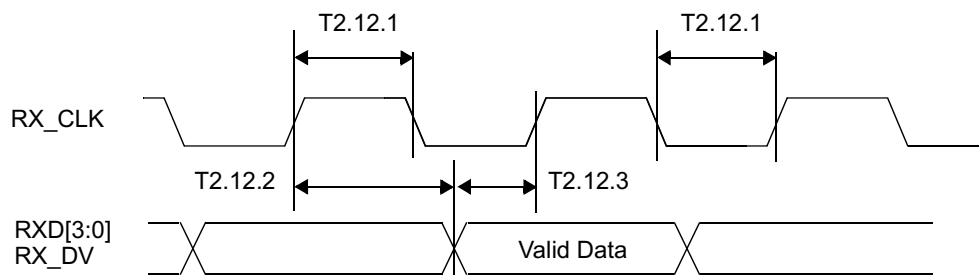 T2.12.1 T2.12.1
RX_CLK
T2.12.2 T2.12.3
RXD[3:0]
RX_DV
Valid Data